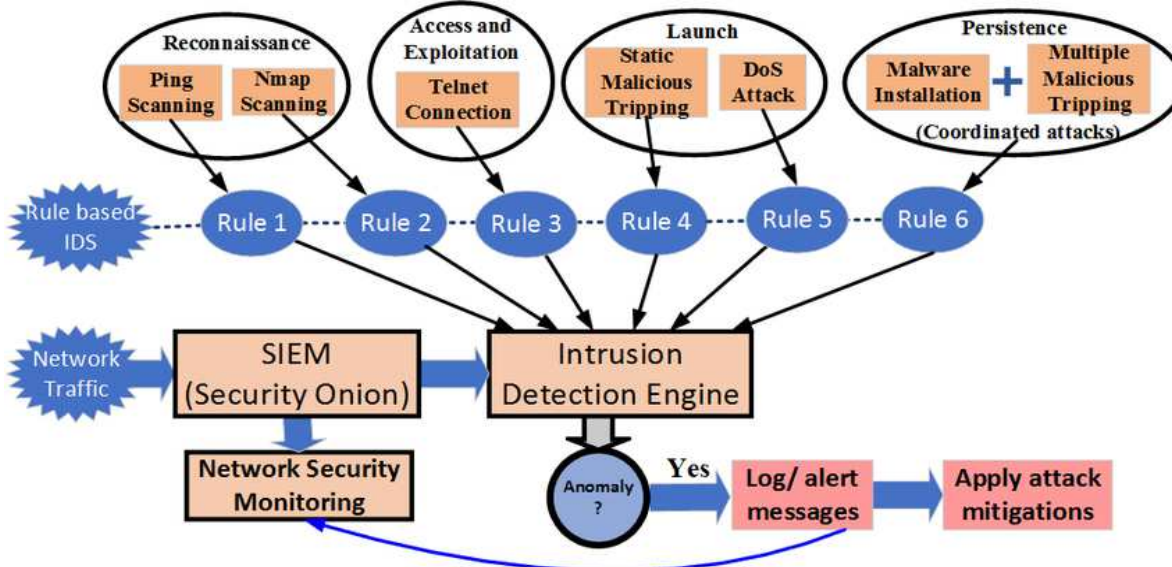 Reconnaissance
Ping
Scanning
Nmap
Scanning
Access and
Exploitation
Telnet
Connection
Launch
Static
Malicious
Tripping
DoS
Attack
Persistence
Malware
Installation
+
Multiple
Malicious
Tripping
(Coordinated attacks)
Rule based
IDS
Rule 1
Rule 2
Rule 3
Rule 4
Rule 5
Rule 6
Network
Traffic
SIEM
(Security Onion)
Intrusion
Detection Engine
Network Security
Monitoring
Anomaly
?
Yes
Log/ alert
messages
Apply attack
mitigations